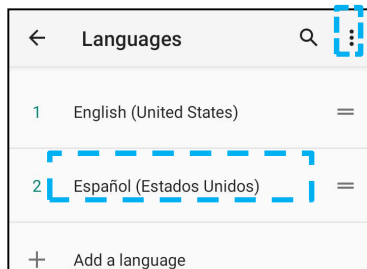 Languages
1 English (United States)
2 Español (Estados Unidos)
Add a language